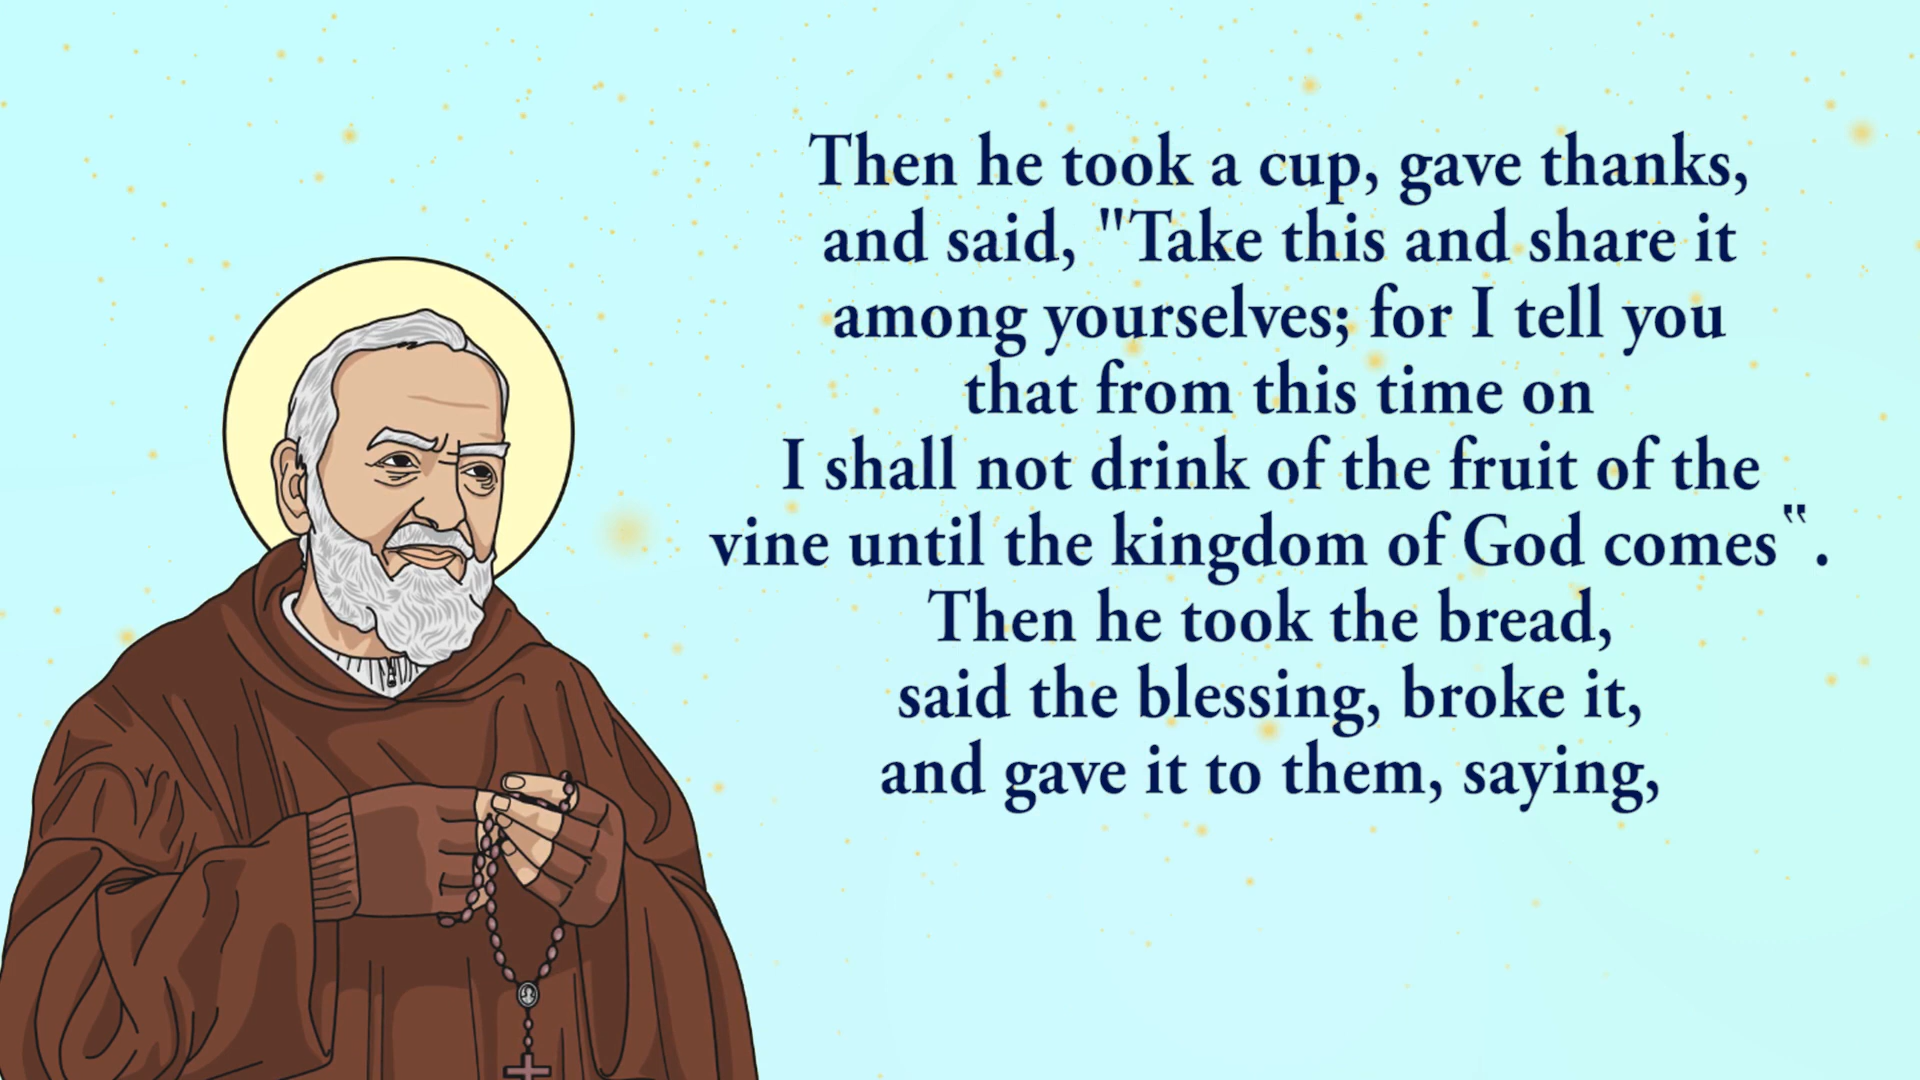 Then he took a cup, gave thanks,
and said, "Take this and share it
among yourselves; for I tell you
that from this time on
I shall not drink of the fruit of the
vine until the kingdom of God comes".
Then he took the bread,
said the blessing, broke it,
and gave it to them, saying,